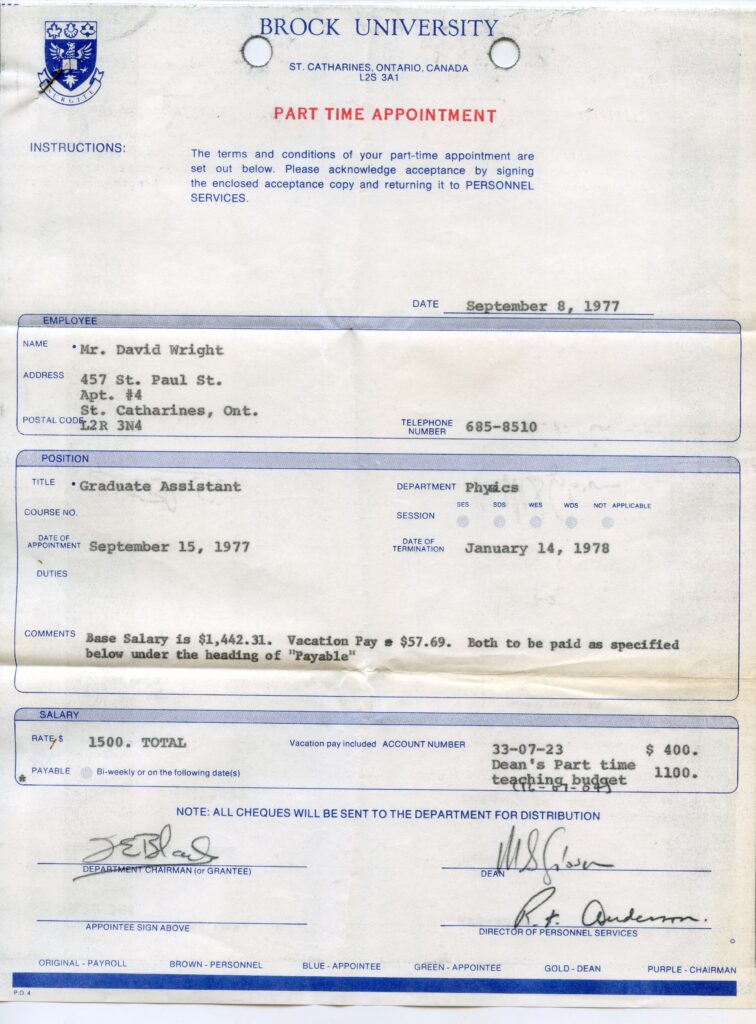 BROCK UNIVERSITY
SURGITE
ST. CATHARINES, ONTARIO, CANADA
L2S 3A1
PART TIME APPOINTMENT
INSTRUCTIONS:
The terms and conditions of your part-time appointment are
set out below. Please acknowledge acceptance by signing
the enclosed acceptance copy and returning it to PERSONNEL
SERVICES.
DATE September 8, 1977
EMPLOYEE
NAME • Mr. David Wright
ADDRESS 457 St. Paul St.
Apt. #4
St. Catharines, Ont.
POSTAL CODE L2R 3N4
TELEPHONE NUMBER 685-8510
POSITION
TITLE • Graduate Assistant
DEPARTMENT Physics
COURSE NO.
SESSION SES SDS WES WDS NOT APPLICABLE
DATE OF APPOINTMENT September 15, 1977
DATE OF TERMINATION January 14, 1978
DUTIES
COMMENTS Base Salary is $1,442.31. Vacation Pay $57.69. Both to be paid as specified
below under the heading of "Payable"
SALARY
RATE $ 1500. TOTAL Vacation pay included ACCOUNT NUMBER 33-07-23 $ 400.
Dean's Part time 1100.
teaching budget
* PAYABLE Bi-weekly or on the following date(s)
NOTE: ALL CHEQUES WILL BE SENT TO THE DEPARTMENT FOR DISTRIBUTION
DEPARTMENT CHAIRMAN (or GRANTEE)
DEAN
R. F. Anderson.
APPOINTEE SIGN ABOVE
DIRECTOR OF PERSONNEL SERVICES
ORIGINAL - PAYROLL BROWN - PERSONNEL BLUE - APPOINTEE GREEN - APPOINTEE GOLD - DEAN PURPLE - CHAIRMAN
P.O. 4